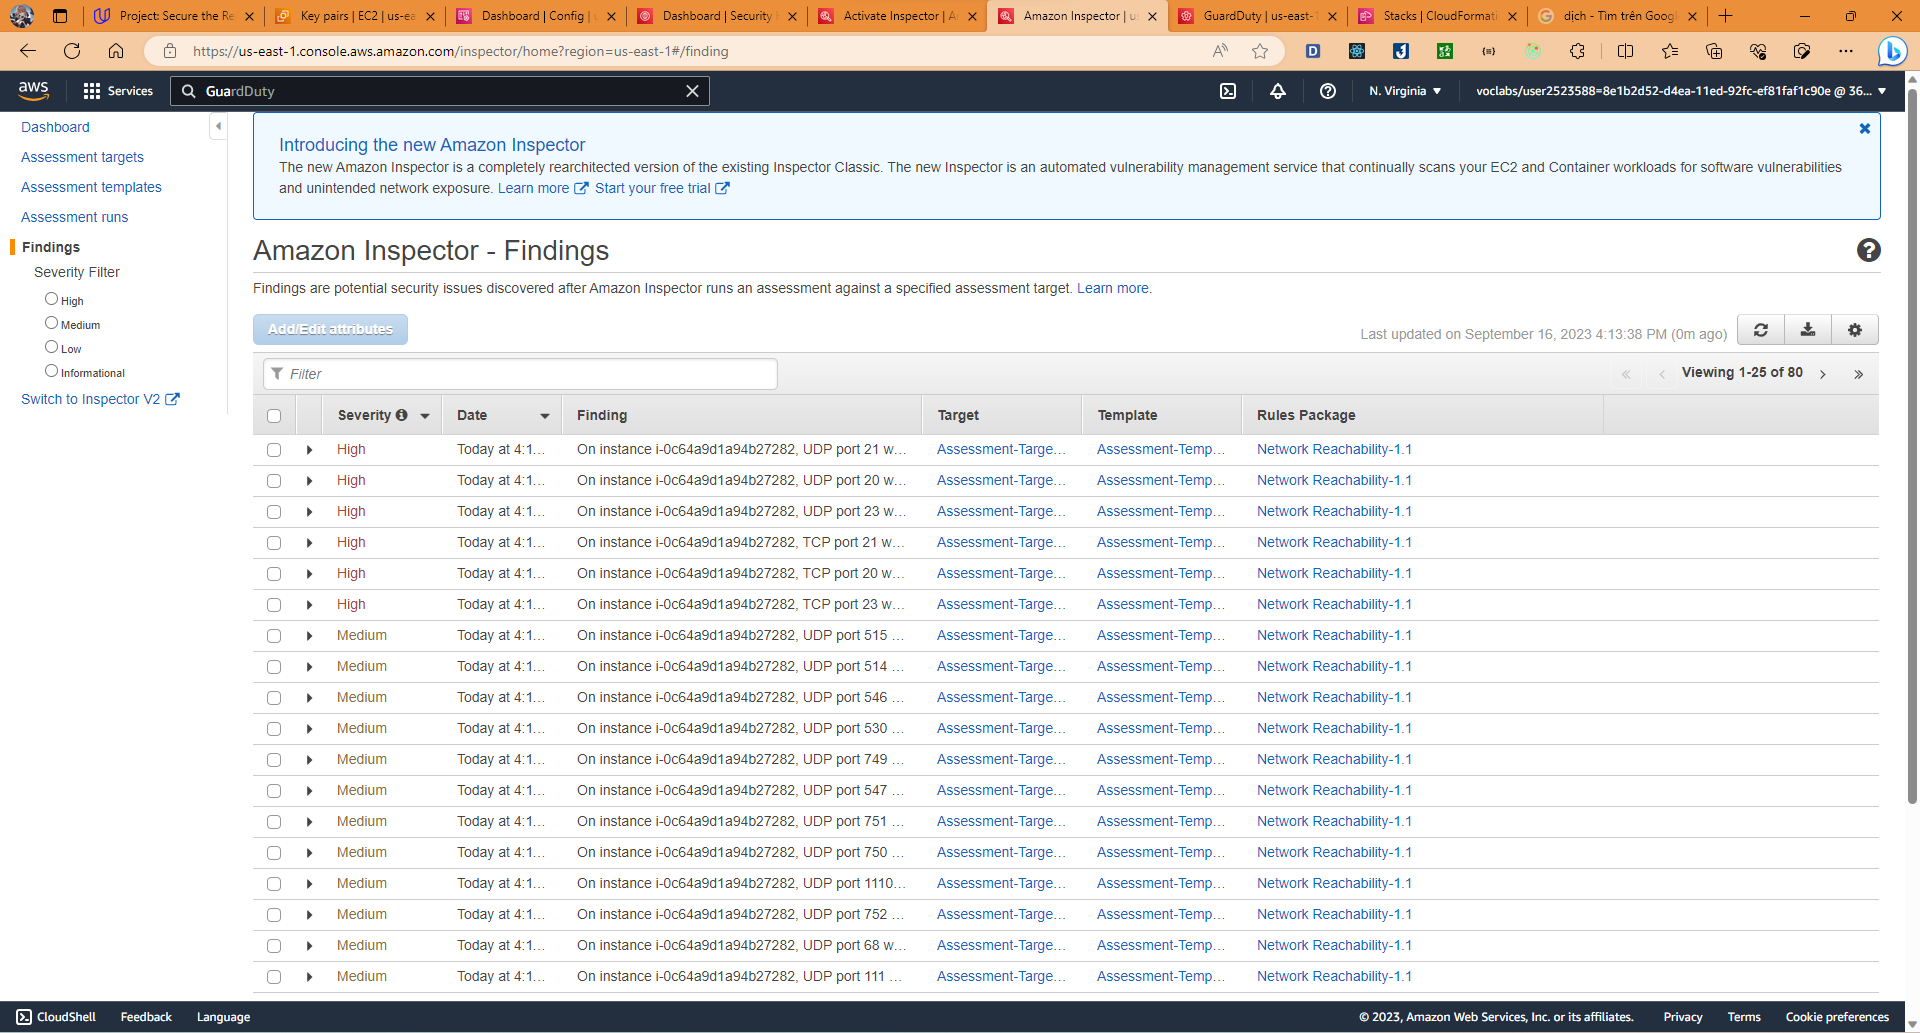 Project: Secure the Re
Key pairs | EC2 | us-ea
Dashboard | Config | u
Dashboard | Security
Activate Inspector | A
Amazon Inspector | us
GuardDuty | us-east-1
Stacks | CloudFormati
dịch - Tìm trên Googl
https://us-east-1.console.aws.amazon.com/inspector/home?region=us-east-1#/finding
aws
Services
GuardDuty
N. Virginia
voclabs/user2523588=8e1b2d52-d4ea-11ed-92fc-ef81faf1c90e @ 36...
Dashboard
Assessment targets
Assessment templates
Assessment runs
Findings
Severity Filter
High
Medium
Low
Informational
Switch to Inspector V2
Introducing the new Amazon Inspector
The new Amazon Inspector is a completely rearchitected version of the existing Inspector Classic. The new Inspector is an automated vulnerability management service that continually scans your EC2 and Container workloads for software vulnerabilities
and unintended network exposure. Learn more Start your free trial
Amazon Inspector - Findings
Findings are potential security issues discovered after Amazon Inspector runs an assessment against a specified assessment target. Learn more.
Add/Edit attributes
Last updated on September 16, 2023 4:13:38 PM (0m ago)
Filter
« ‹ Viewing 1-25 of 80 › »
Severity Date Finding Target Template Rules Package
High Today at 4:1... On instance i-0c64a9d1a94b27282, UDP port 21 w... Assessment-Targe... Assessment-Temp... Network Reachability-1.1
High Today at 4:1... On instance i-0c64a9d1a94b27282, UDP port 20 w... Assessment-Targe... Assessment-Temp... Network Reachability-1.1
High Today at 4:1... On instance i-0c64a9d1a94b27282, UDP port 23 w... Assessment-Targe... Assessment-Temp... Network Reachability-1.1
High Today at 4:1... On instance i-0c64a9d1a94b27282, TCP port 21 w... Assessment-Targe... Assessment-Temp... Network Reachability-1.1
High Today at 4:1... On instance i-0c64a9d1a94b27282, TCP port 20 w... Assessment-Targe... Assessment-Temp... Network Reachability-1.1
High Today at 4:1... On instance i-0c64a9d1a94b27282, TCP port 23 w... Assessment-Targe... Assessment-Temp... Network Reachability-1.1
Medium Today at 4:1... On instance i-0c64a9d1a94b27282, UDP port 515 ... Assessment-Targe... Assessment-Temp... Network Reachability-1.1
Medium Today at 4:1... On instance i-0c64a9d1a94b27282, UDP port 514 ... Assessment-Targe... Assessment-Temp... Network Reachability-1.1
Medium Today at 4:1... On instance i-0c64a9d1a94b27282, UDP port 546 ... Assessment-Targe... Assessment-Temp... Network Reachability-1.1
Medium Today at 4:1... On instance i-0c64a9d1a94b27282, UDP port 530 ... Assessment-Targe... Assessment-Temp... Network Reachability-1.1
Medium Today at 4:1... On instance i-0c64a9d1a94b27282, UDP port 749 ... Assessment-Targe... Assessment-Temp... Network Reachability-1.1
Medium Today at 4:1... On instance i-0c64a9d1a94b27282, UDP port 547 ... Assessment-Targe... Assessment-Temp... Network Reachability-1.1
Medium Today at 4:1... On instance i-0c64a9d1a94b27282, UDP port 751 ... Assessment-Targe... Assessment-Temp... Network Reachability-1.1
Medium Today at 4:1... On instance i-0c64a9d1a94b27282, UDP port 750 ... Assessment-Targe... Assessment-Temp... Network Reachability-1.1
Medium Today at 4:1... On instance i-0c64a9d1a94b27282, UDP port 1110... Assessment-Targe... Assessment-Temp... Network Reachability-1.1
Medium Today at 4:1... On instance i-0c64a9d1a94b27282, UDP port 752 ... Assessment-Targe... Assessment-Temp... Network Reachability-1.1
Medium Today at 4:1... On instance i-0c64a9d1a94b27282, UDP port 68 w... Assessment-Targe... Assessment-Temp... Network Reachability-1.1
Medium Today at 4:1... On instance i-0c64a9d1a94b27282, UDP port 111 ... Assessment-Targe... Assessment-Temp... Network Reachability-1.1
CloudShell Feedback Language © 2023, Amazon Web Services, Inc. or its affiliates. Privacy Terms Cookie preferences